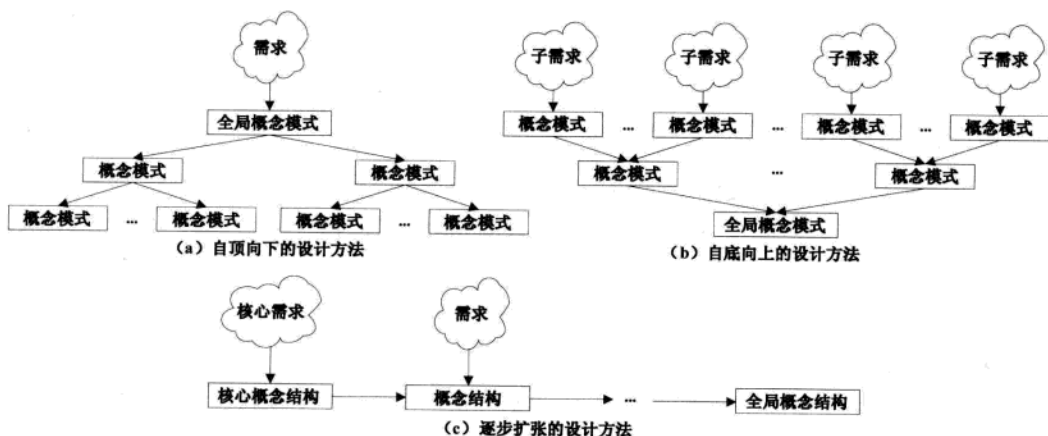 需求
全局概念模式
概念模式 概念模式
概念模式 ... 概念模式 概念模式 ... 概念模式
(a) 自顶向下的设计方法
子需求 子需求 子需求 子需求
概念模式 ... 概念模式 ... 概念模式 ... 概念模式
概念模式 ... 概念模式
全局概念模式
(b) 自底向上的设计方法
核心需求 需求
核心概念结构 概念结构 ... 全局概念结构
(c) 逐步扩张的设计方法